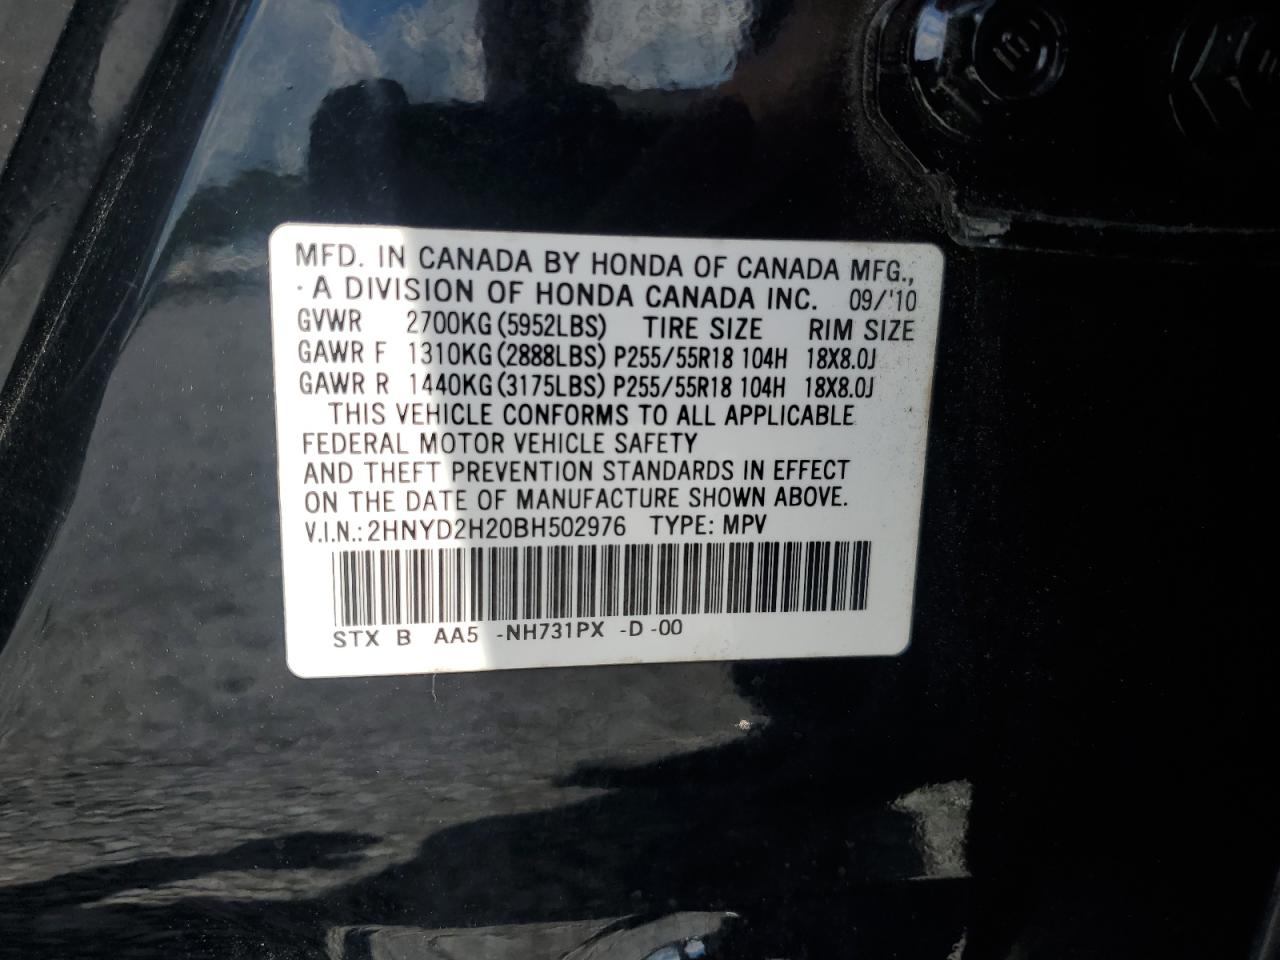 MFD. IN CANADA BY HONDA OF CANADA MFG.,
A DIVISION OF HONDA CANADA INC. 09/'10
GVWR 2700KG (5952LBS) TIRE SIZE RIM SIZE
GAWR F 1310KG (2888LBS) P255/55R18 104H 18X8.0J
GAWR R 1440KG (3175LBS) P255/55R18 104H 18X8.0J
THIS VEHICLE CONFORMS TO ALL APPLICABLE
FEDERAL MOTOR VEHICLE SAFETY
AND THEFT PREVENTION STANDARDS IN EFFECT
ON THE DATE OF MANUFACTURE SHOWN ABOVE.
V.I.N.: 2HNYD2H20BH502976 TYPE: MPV
STX B AA5 -NH731PX -D -00